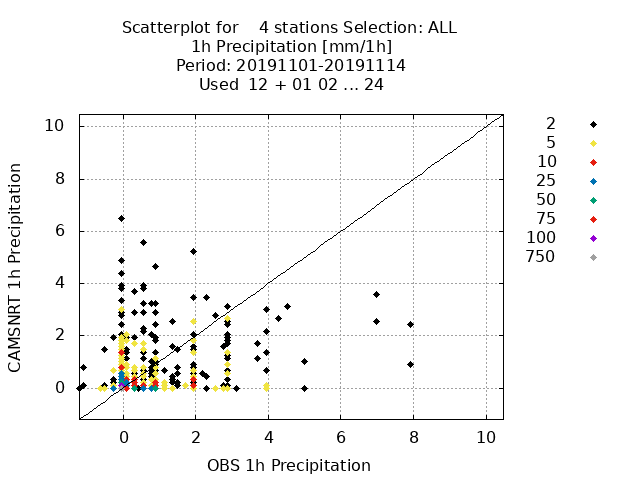 Scatterplot for    4 stations Selection: ALL
1h Precipitation [mm/1h]
Period: 20191101-20191114
Used  12 + 01 02 ... 24
10
8
6
4
2
0
CAMSNRT 1h Precipitation
0 2 4 6 8 10
OBS 1h Precipitation
2
5
10
25
50
75
100
750